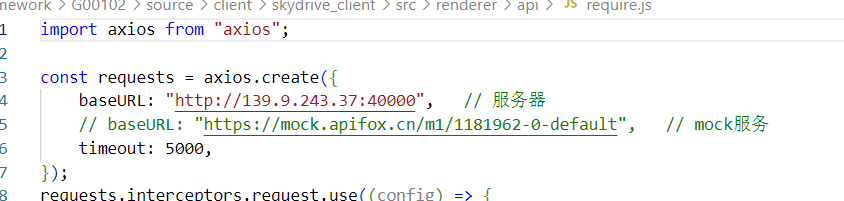 mework > G00102 > source > client > skydrive_client > src > renderer > api > JS require.js
1 import axios from "axios";
2
3 const requests = axios.create({
4 baseURL: "http://139.9.243.37:40000", // 服务器
5 // baseURL: "https://mock.apifox.cn/m1/1181962-0-default", // mock服务
6 timeout: 5000,
7 });
8 requests.interceptors.request.use((config) => {